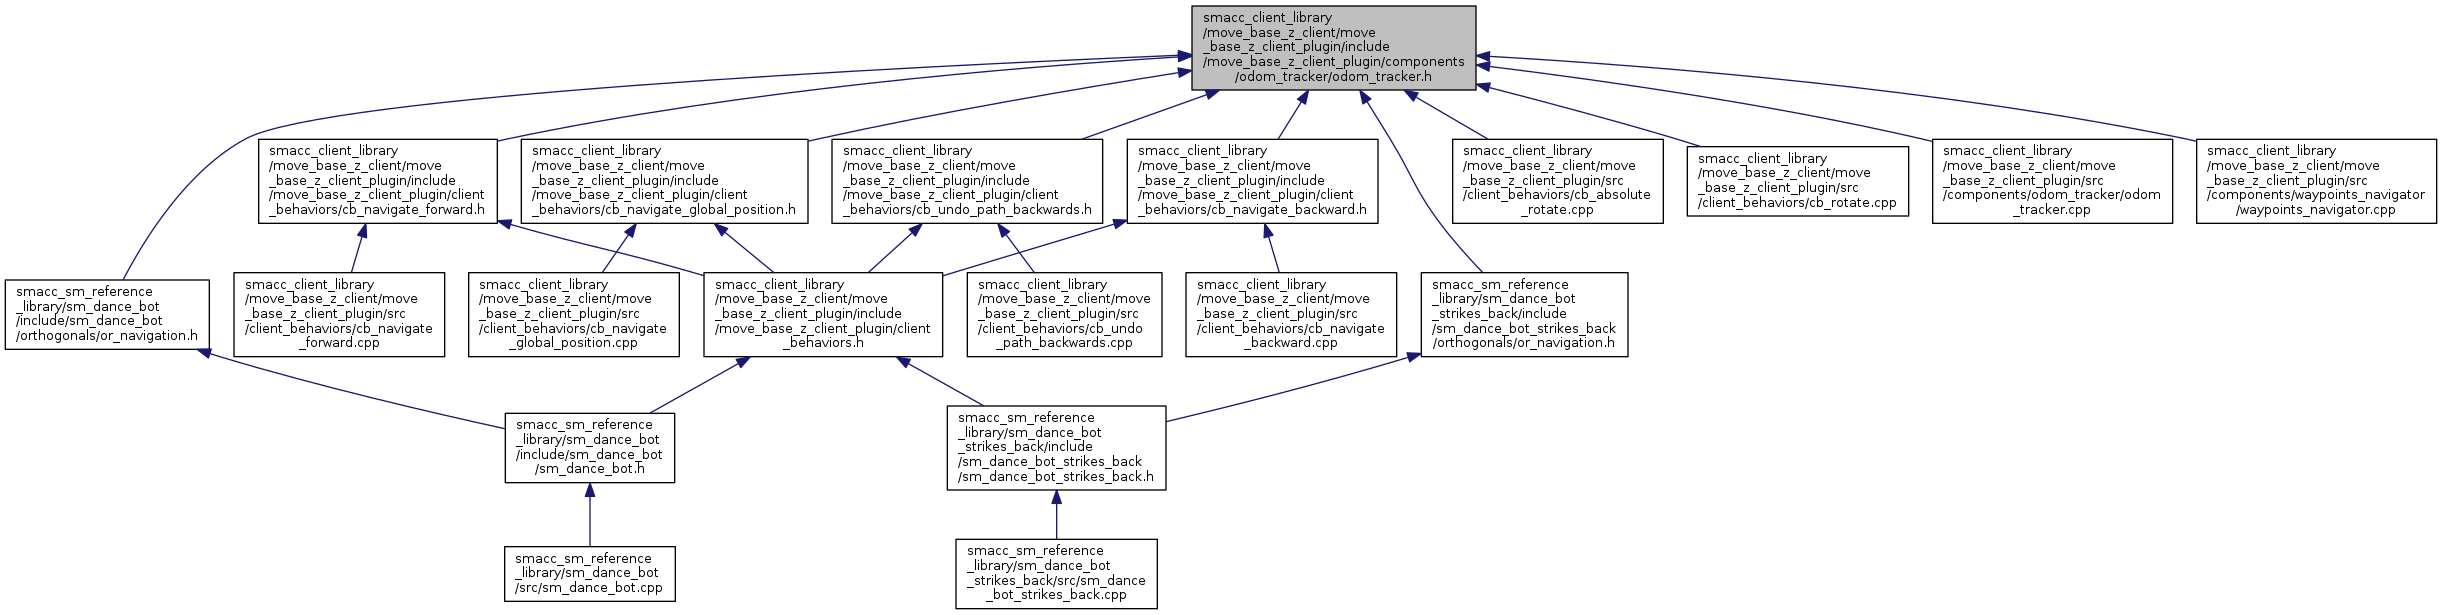 smacc_client_library
/move_base_z_client/move
_base_z_client_plugin/include
/move_base_z_client_plugin/components
/odom_tracker/odom_tracker.h
smacc_client_library
/move_base_z_client/move
_base_z_client_plugin/include
/move_base_z_client_plugin/client
_behaviors/cb_navigate_forward.h
smacc_client_library
/move_base_z_client/move
_base_z_client_plugin/include
/move_base_z_client_plugin/client
_behaviors/cb_navigate_global_position.h
smacc_client_library
/move_base_z_client/move
_base_z_client_plugin/include
/move_base_z_client_plugin/client
_behaviors/cb_undo_path_backwards.h
smacc_client_library
/move_base_z_client/move
_base_z_client_plugin/include
/move_base_z_client_plugin/client
_behaviors/cb_navigate_backward.h
smacc_client_library
/move_base_z_client/move
_base_z_client_plugin/src
/client_behaviors/cb_absolute
_rotate.cpp
smacc_client_library
/move_base_z_client/move
_base_z_client_plugin/src
/client_behaviors/cb_rotate.cpp
smacc_client_library
/move_base_z_client/move
_base_z_client_plugin/src
/components/odom_tracker/odom
_tracker.cpp
smacc_client_library
/move_base_z_client/move
_base_z_client_plugin/src
/components/waypoints_navigator
/waypoints_navigator.cpp
smacc_sm_reference
_library/sm_dance_bot
/include/sm_dance_bot
/orthogonals/or_navigation.h
smacc_client_library
/move_base_z_client/move
_base_z_client_plugin/src
/client_behaviors/cb_navigate
_forward.cpp
smacc_client_library
/move_base_z_client/move
_base_z_client_plugin/src
/client_behaviors/cb_navigate
_global_position.cpp
smacc_client_library
/move_base_z_client/move
_base_z_client_plugin/include
/move_base_z_client_plugin/client
_behaviors.h
smacc_client_library
/move_base_z_client/move
_base_z_client_plugin/src
/client_behaviors/cb_undo
_path_backwards.cpp
smacc_client_library
/move_base_z_client/move
_base_z_client_plugin/src
/client_behaviors/cb_navigate
_backward.cpp
smacc_sm_reference
_library/sm_dance_bot
_strikes_back/include
/sm_dance_bot_strikes_back
/orthogonals/or_navigation.h
smacc_sm_reference
_library/sm_dance_bot
/include/sm_dance_bot
/sm_dance_bot.h
smacc_sm_reference
_library/sm_dance_bot
_strikes_back/include
/sm_dance_bot_strikes_back
/sm_dance_bot_strikes_back.h
smacc_sm_reference
_library/sm_dance_bot
/src/sm_dance_bot.cpp
smacc_sm_reference
_library/sm_dance_bot
_strikes_back/src/sm_dance
_bot_strikes_back.cpp